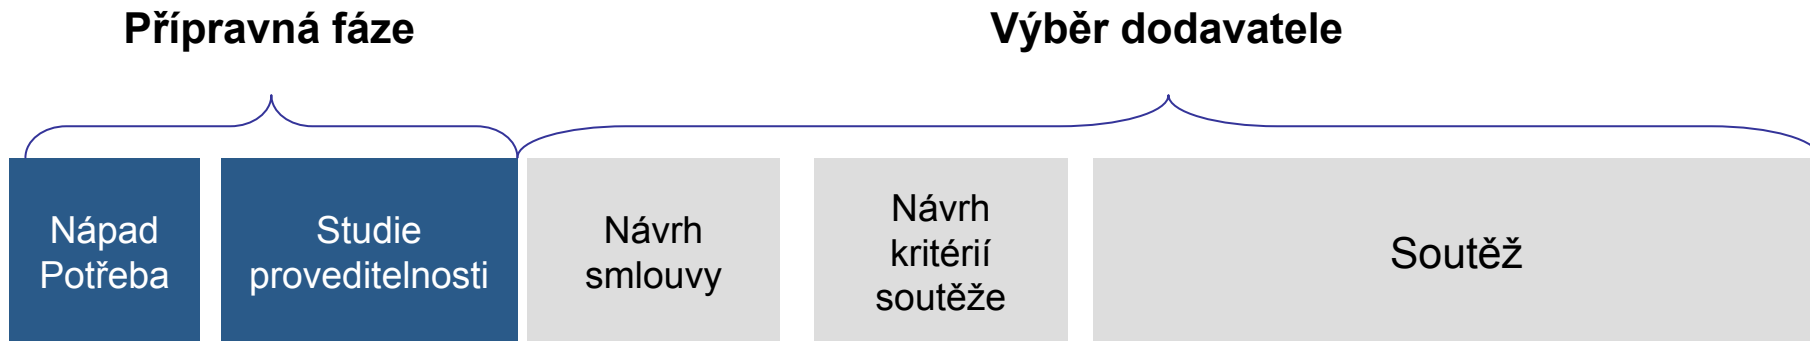 Přípravná fáze
Výběr dodavatele
Nápad
Potřeba
Studie
proveditelnosti
Návrh
smlouvy
Návrh
kritérií
soutěže
Soutěž